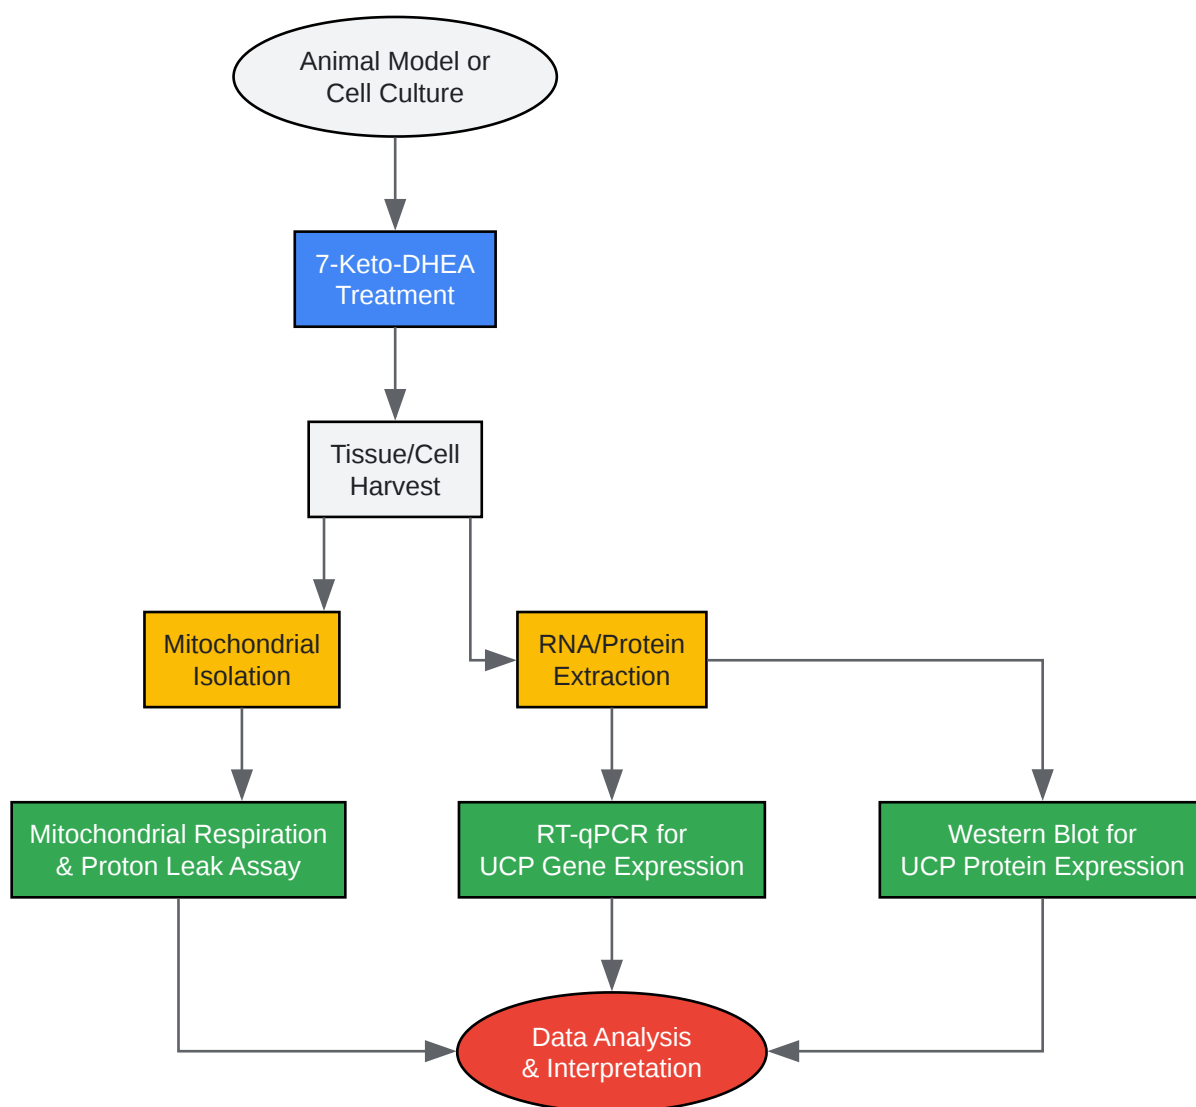 Animal Model or
Cell Culture
7-Keto-DHEA
Treatment
Tissue/Cell
Harvest
Mitochondrial
Isolation
RNA/Protein
Extraction
Mitochondrial Respiration
& Proton Leak Assay
RT-qPCR for
UCP Gene Expression
Western Blot for
UCP Protein Expression
Data Analysis
& Interpretation